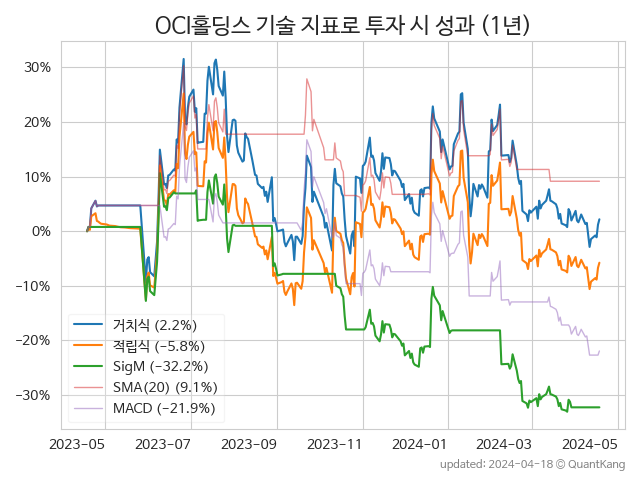 OCI홀딩스 기술 지표로 투자 시 성과 (1년)
30%
20%
10%
0%
−10%
−20%
−30%
거치식 (2.2%)
적립식 (−5.8%)
SigM (−32.2%)
SMA(20) (9.1%)
MACD (−21.9%)
2023-05 2023-07 2023-09 2023-11 2024-01 2024-03 2024-05
updated: 2024-04-18 © QuantKang